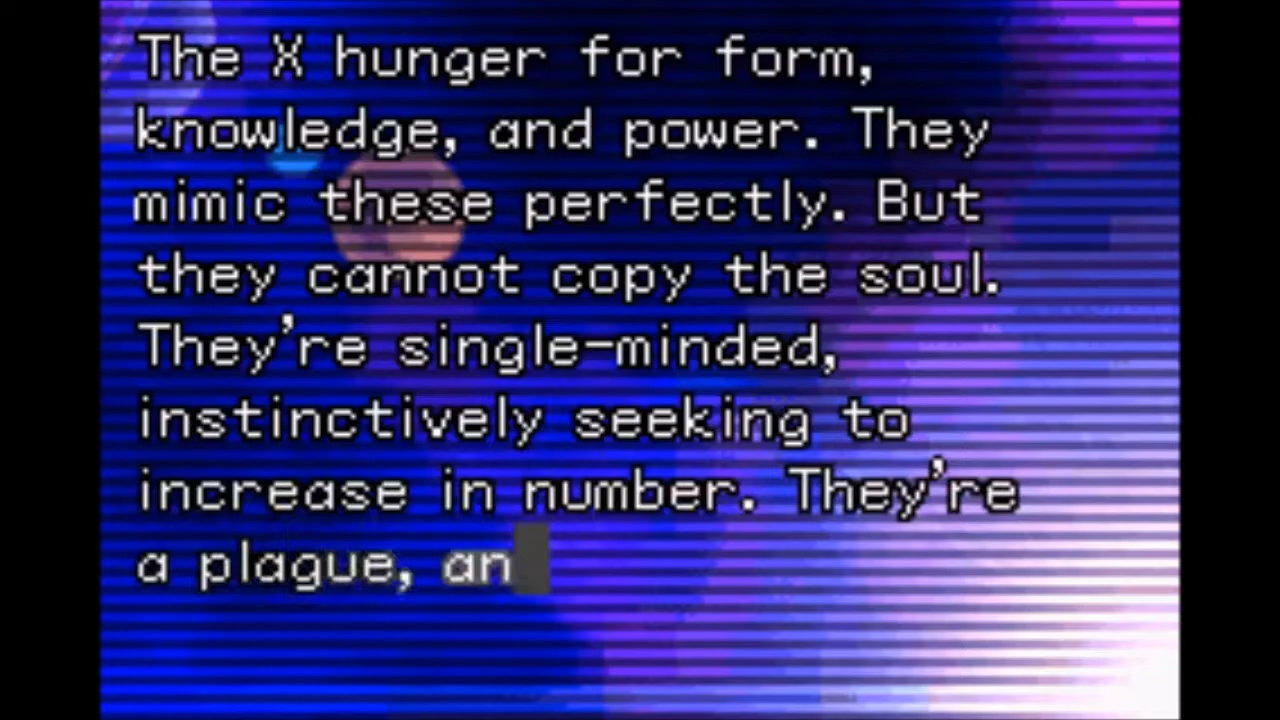 The X hunger for form,
knowledge, and power. They
mimic these perfectly. But
they cannot copy the soul.
They're single-minded,
instinctively seeking to
increase in number. They're
a plague, an